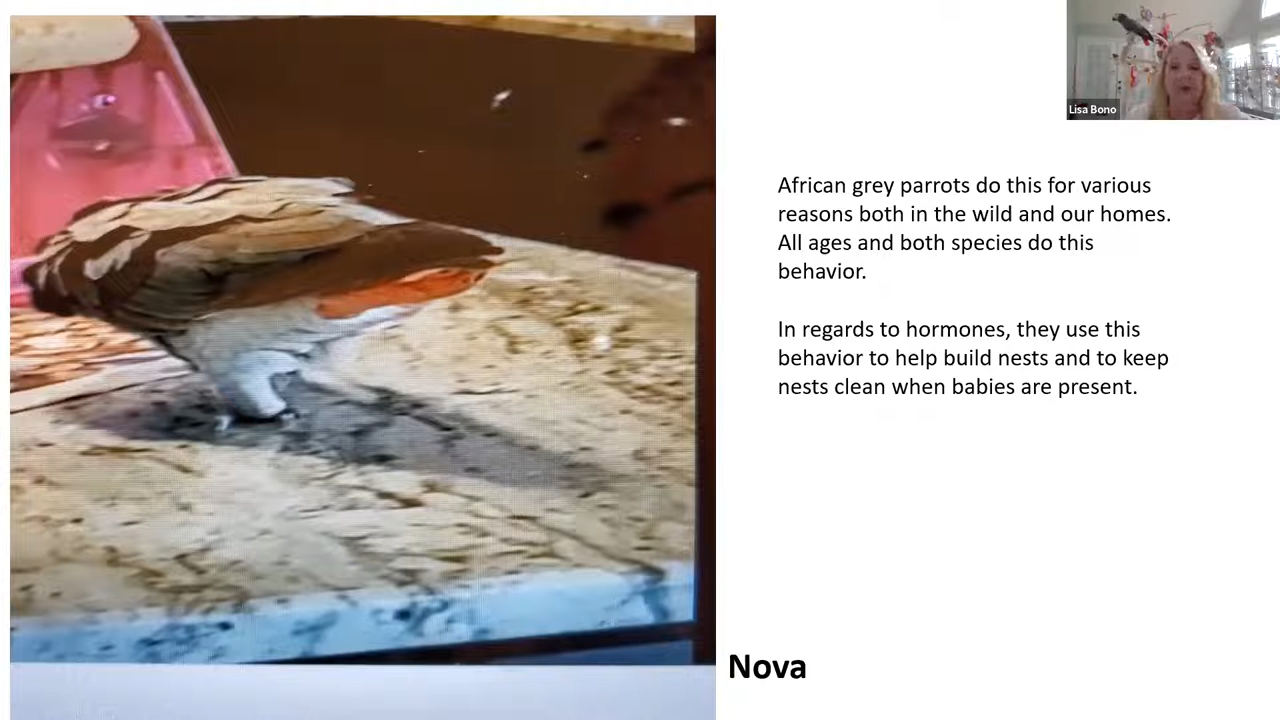 Lisa Bono
African grey parrots do this for various
reasons both in the wild and our homes.
All ages and both species do this
behavior.
In regards to hormones, they use this
behavior to help build nests and to keep
nests clean when babies are present.
Nova